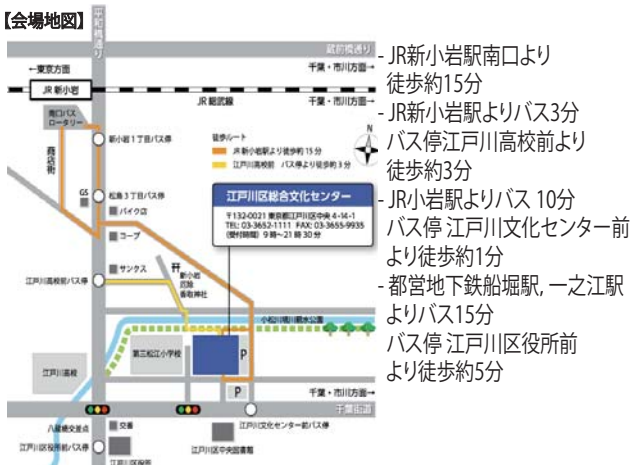 【会場地図】
平和橋通り
蔵前橋通り
←東京方面
千葉・市川方面→
JR 新小岩
JR 総武線
千葉・市川方面→
南口バス
ロータリー
新小岩1丁目バス停
商店街
徒歩ルート
JR 新小岩駅より徒歩約 15 分
江戸川高校前 バス停より徒歩約 3 分
N
GS
松島3丁目バス停
バイク店
コープ
江戸川区総合文化センター
〒132-0021 東京都江戸川区中央 4-14-1
TEL: 03-3652-1111 FAX: 03-3655-9935
(受付時間) 9 時~21 時 30 分
サンクス
江戸川高校前バス停
新小岩
厄除
香取神社
小松川境川親水公園
第三松江小学校
P
江戸川高校
P
千葉・市川方面→
千葉街道
八蔵橋交差点
交番
江戸川文化センター前バス停
江戸川区役所前バス停
江戸川区役所
江戸川区中央図書館
- JR新小岩駅南口より
徒歩約15分
- JR新小岩駅よりバス3分
バス停江戸川高校前より
徒歩約3分
- JR小岩駅よりバス 10分
バス停 江戸川文化センター前
より徒歩約1分
- 都営地下鉄船堀駅, 一之江駅
よりバス15分
バス停 江戸川区役所前
より徒歩約5分